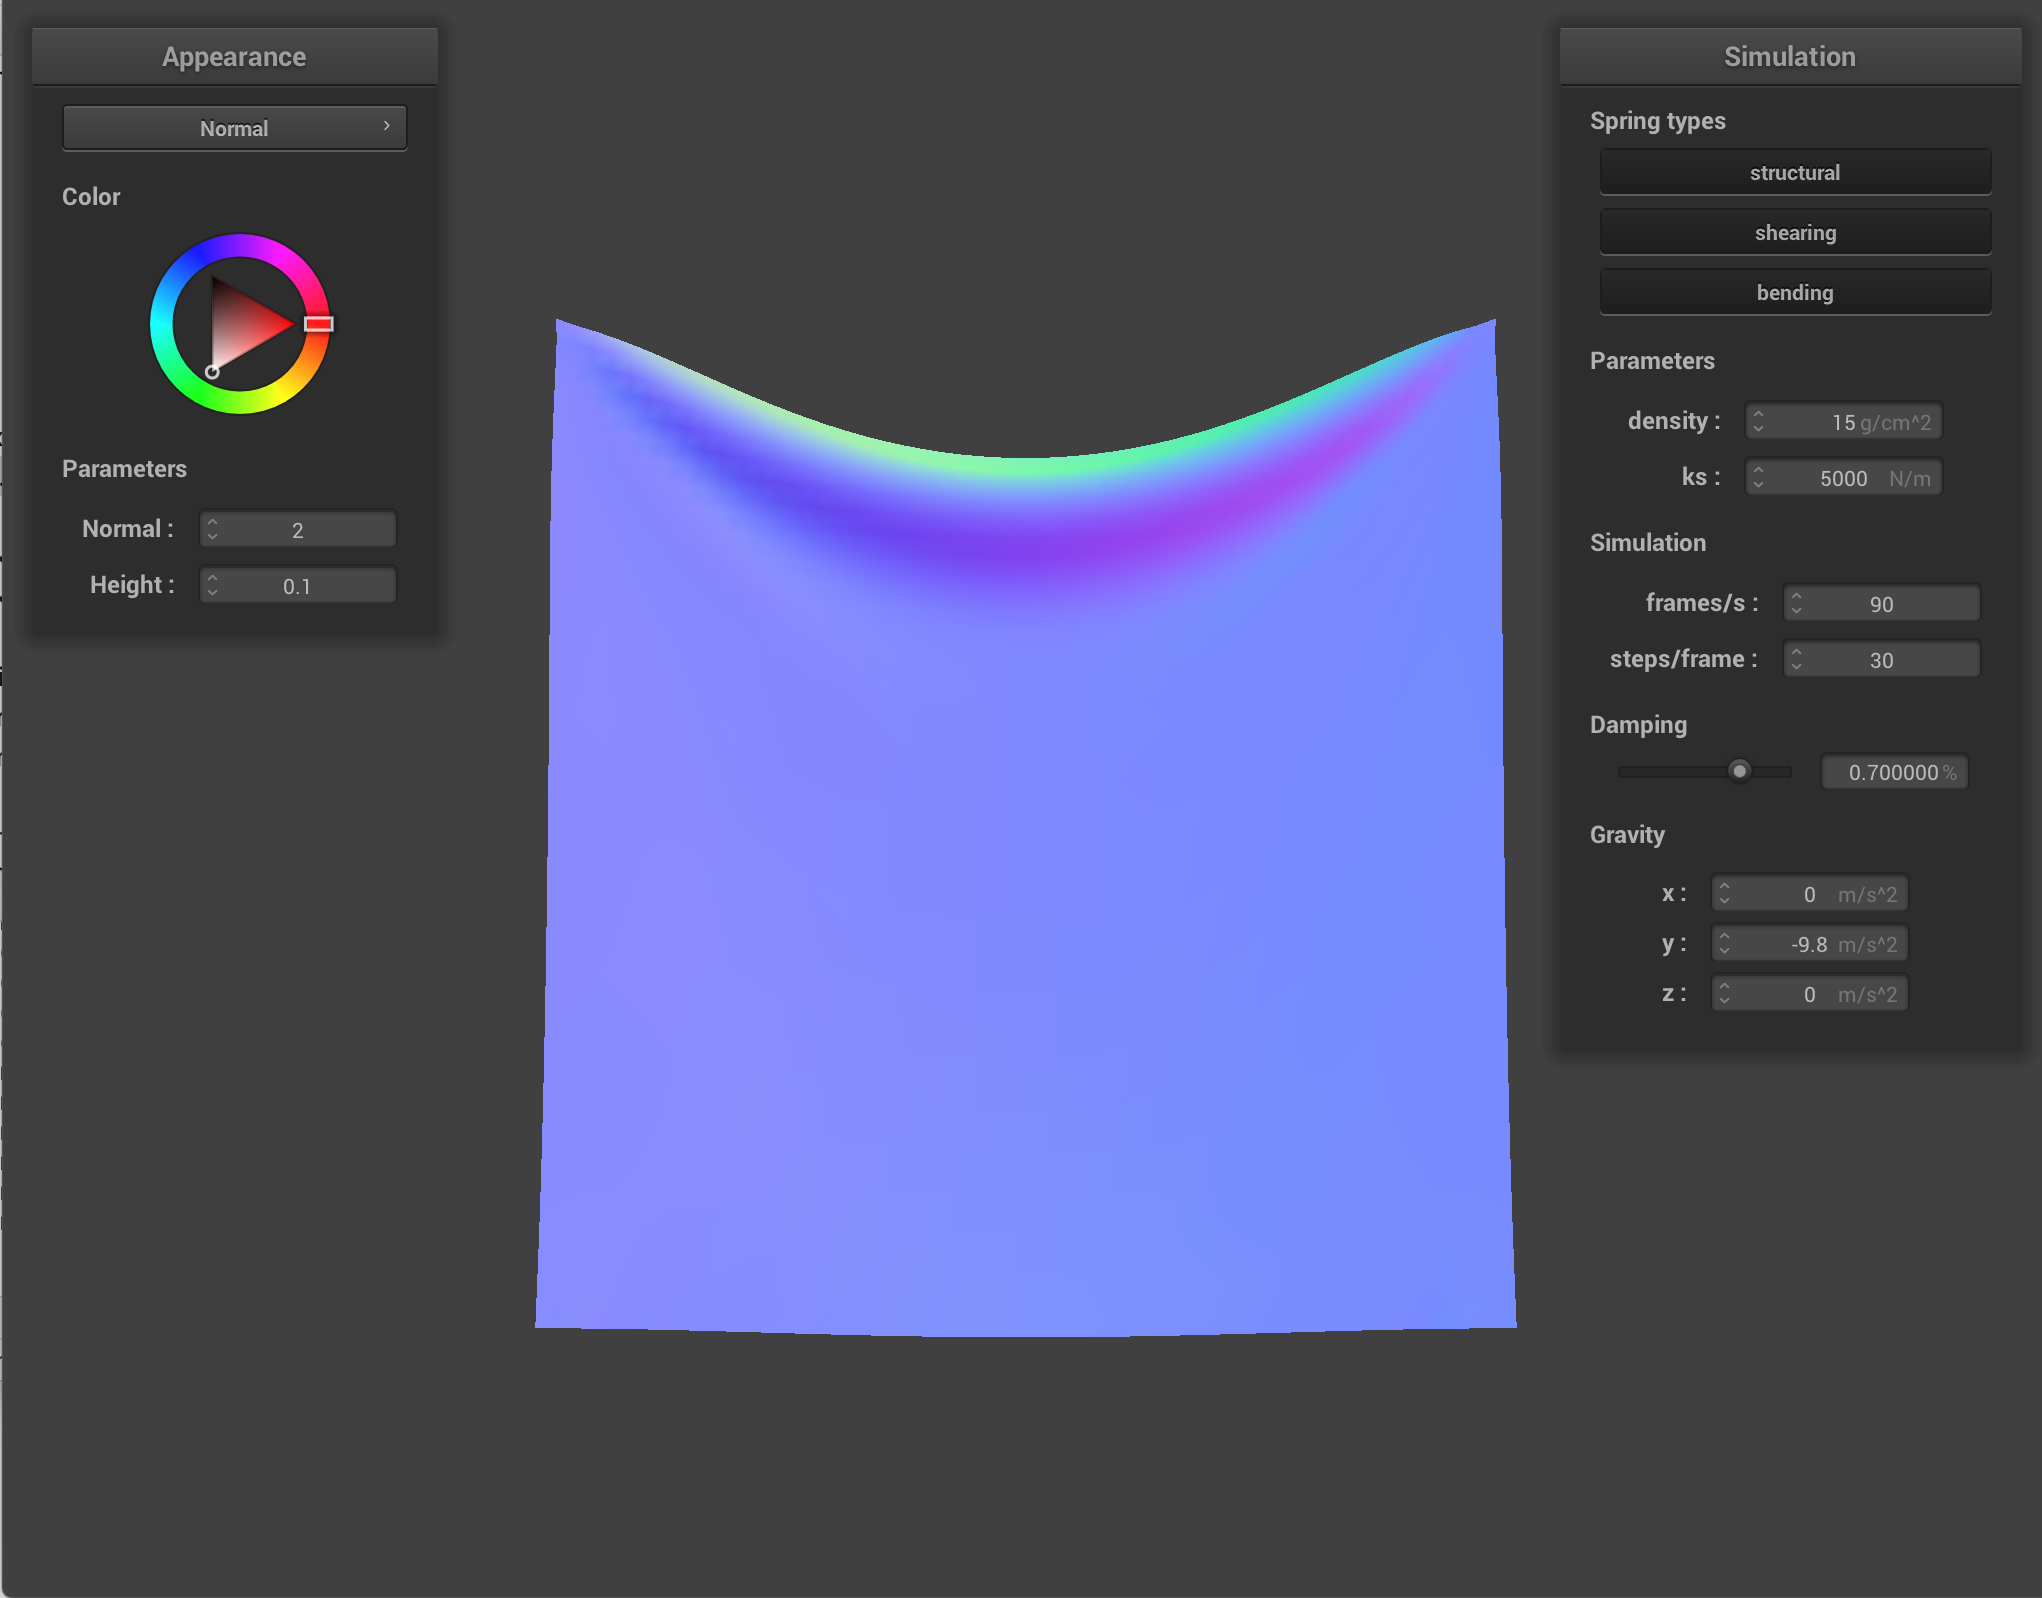 Appearance
Normal
Color
Parameters
Normal : 2
Height : 0.1
Simulation
Spring types
structural
shearing
bending
Parameters
density : 15 g/cm^2
ks : 5000 N/m
Simulation
frames/s : 90
steps/frame : 30
Damping
0.700000 %
Gravity
x : 0 m/s^2
y : -9.8 m/s^2
z : 0 m/s^2